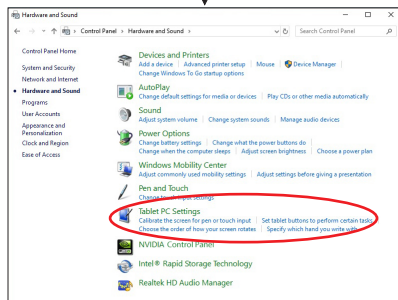 Hardware and Sound
Control Panel › Hardware and Sound ›
Search Control Panel
Control Panel Home
System and Security
Network and Internet
Hardware and Sound
Programs
User Accounts
Appearance and
Personalization
Clock and Region
Ease of Access
Devices and Printers
Add a device | Advanced printer setup | Mouse | Device Manager |
Change Windows To Go startup options
AutoPlay
Change default settings for media or devices | Play CDs or other media automatically
Sound
Adjust system volume | Change system sounds | Manage audio devices
Power Options
Change battery settings | Change what the power buttons do |
Change when the computer sleeps | Adjust screen brightness | Choose a power plan
Windows Mobility Center
Adjust commonly used mobility settings | Adjust settings before giving a presentation
Pen and Touch
Change touch input settings
Tablet PC Settings
Calibrate the screen for pen or touch input | Set tablet buttons to perform certain tasks
Choose the order of how your screen rotates | Specify which hand you write with
NVIDIA Control Panel
Intel® Rapid Storage Technology
Realtek HD Audio Manager